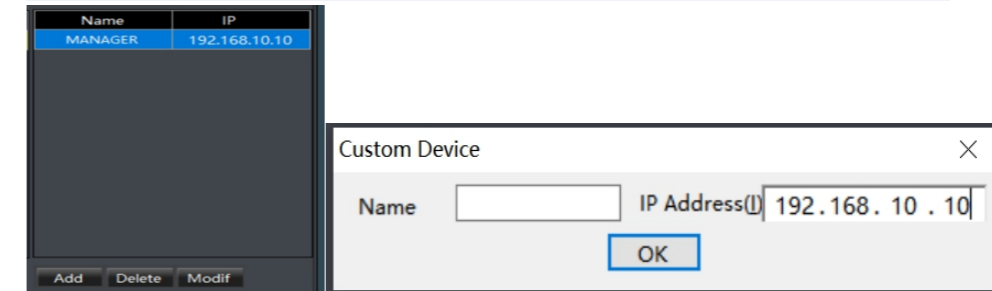 Name IP
MANAGER 192.168.10.10
Add Delete Modif
Custom Device
Name IP Address(I) 192.168. 10 . 10
OK